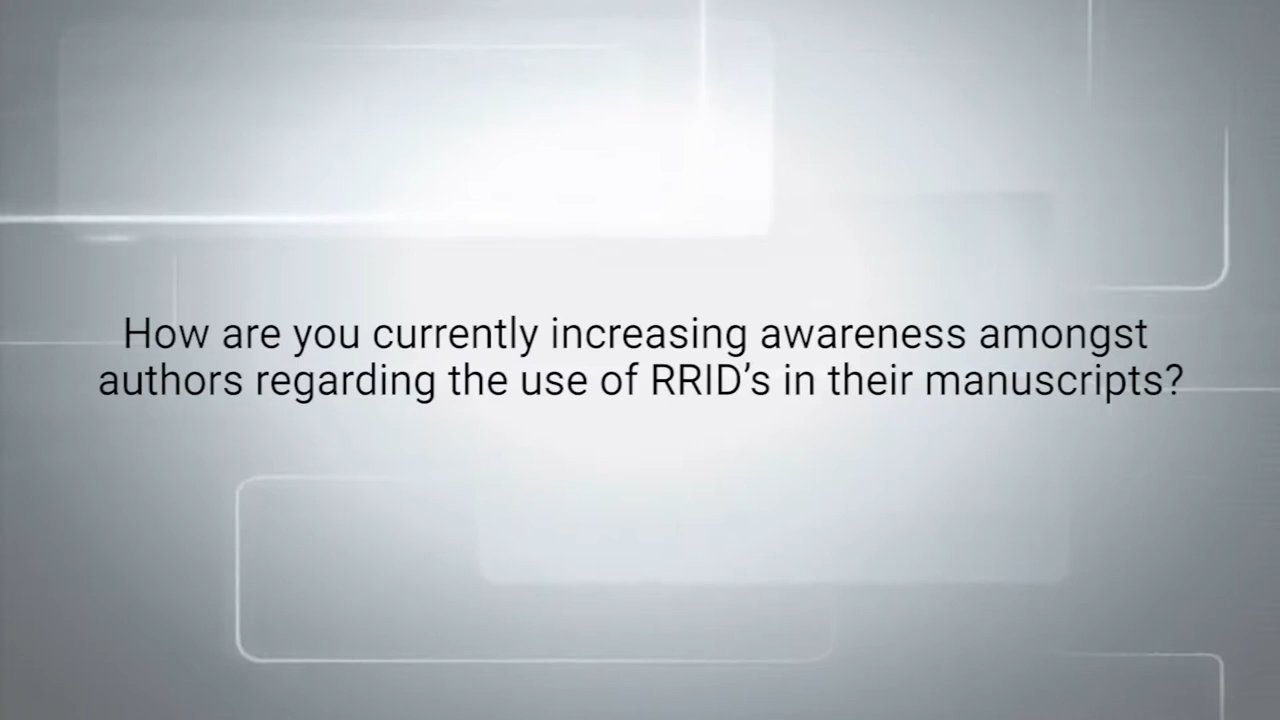 How are you currently increasing awareness amongst
authors regarding the use of RRID’s in their manuscripts?